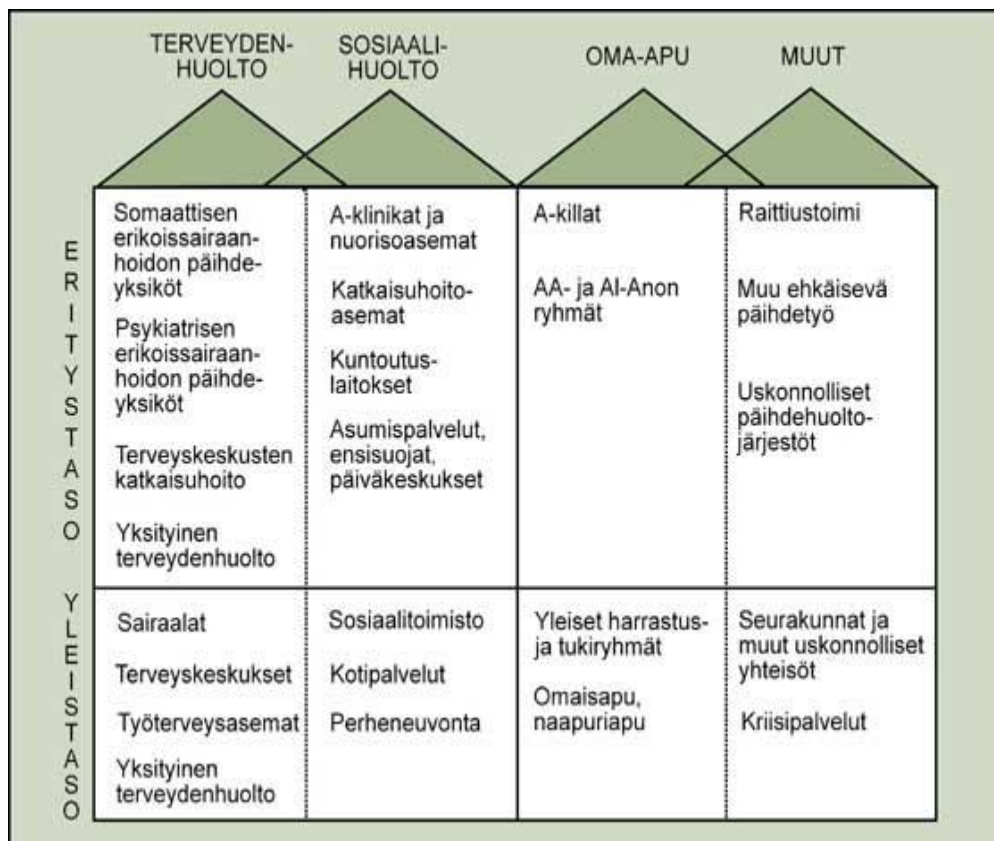 TERVEYDEN-
HUOLTO
SOSIAALI-
HUOLTO
OMA-APU
MUUT
ERITYSTASO
Somaattisen
erikoissairaan-
hoidon päihde-
yksiköt
Psykiatrisen
erikoissairaan-
hoidon päihde-
yksiköt
Terveyskeskusten
katkaisuhoito
Yksityinen
terveydenhuolto
A-klinikat ja
nuorisoasemat
Katkaisuhoito-
asemat
Kuntoutus-
laitokset
Asumispalvelut,
ensisuojat,
päiväkeskukset
A-killat
AA- ja Al-Anon
ryhmät
Raittiustoimi
Muu ehkäisevä
päihdetyö
Uskonnolliset
päihdehuolto-
järjestöt
YLEISTASO
Sairaalat
Terveyskeskukset
Työterveysasemat
Yksityinen
terveydenhuolto
Sosiaalitoimisto
Kotipalvelut
Perheneuvonta
Yleiset harrastus-
ja tukiryhmät
Omaisapu,
naapuriapu
Seurakunnat ja
muut uskonnolliset
yhteisöt
Kriisipalvelut